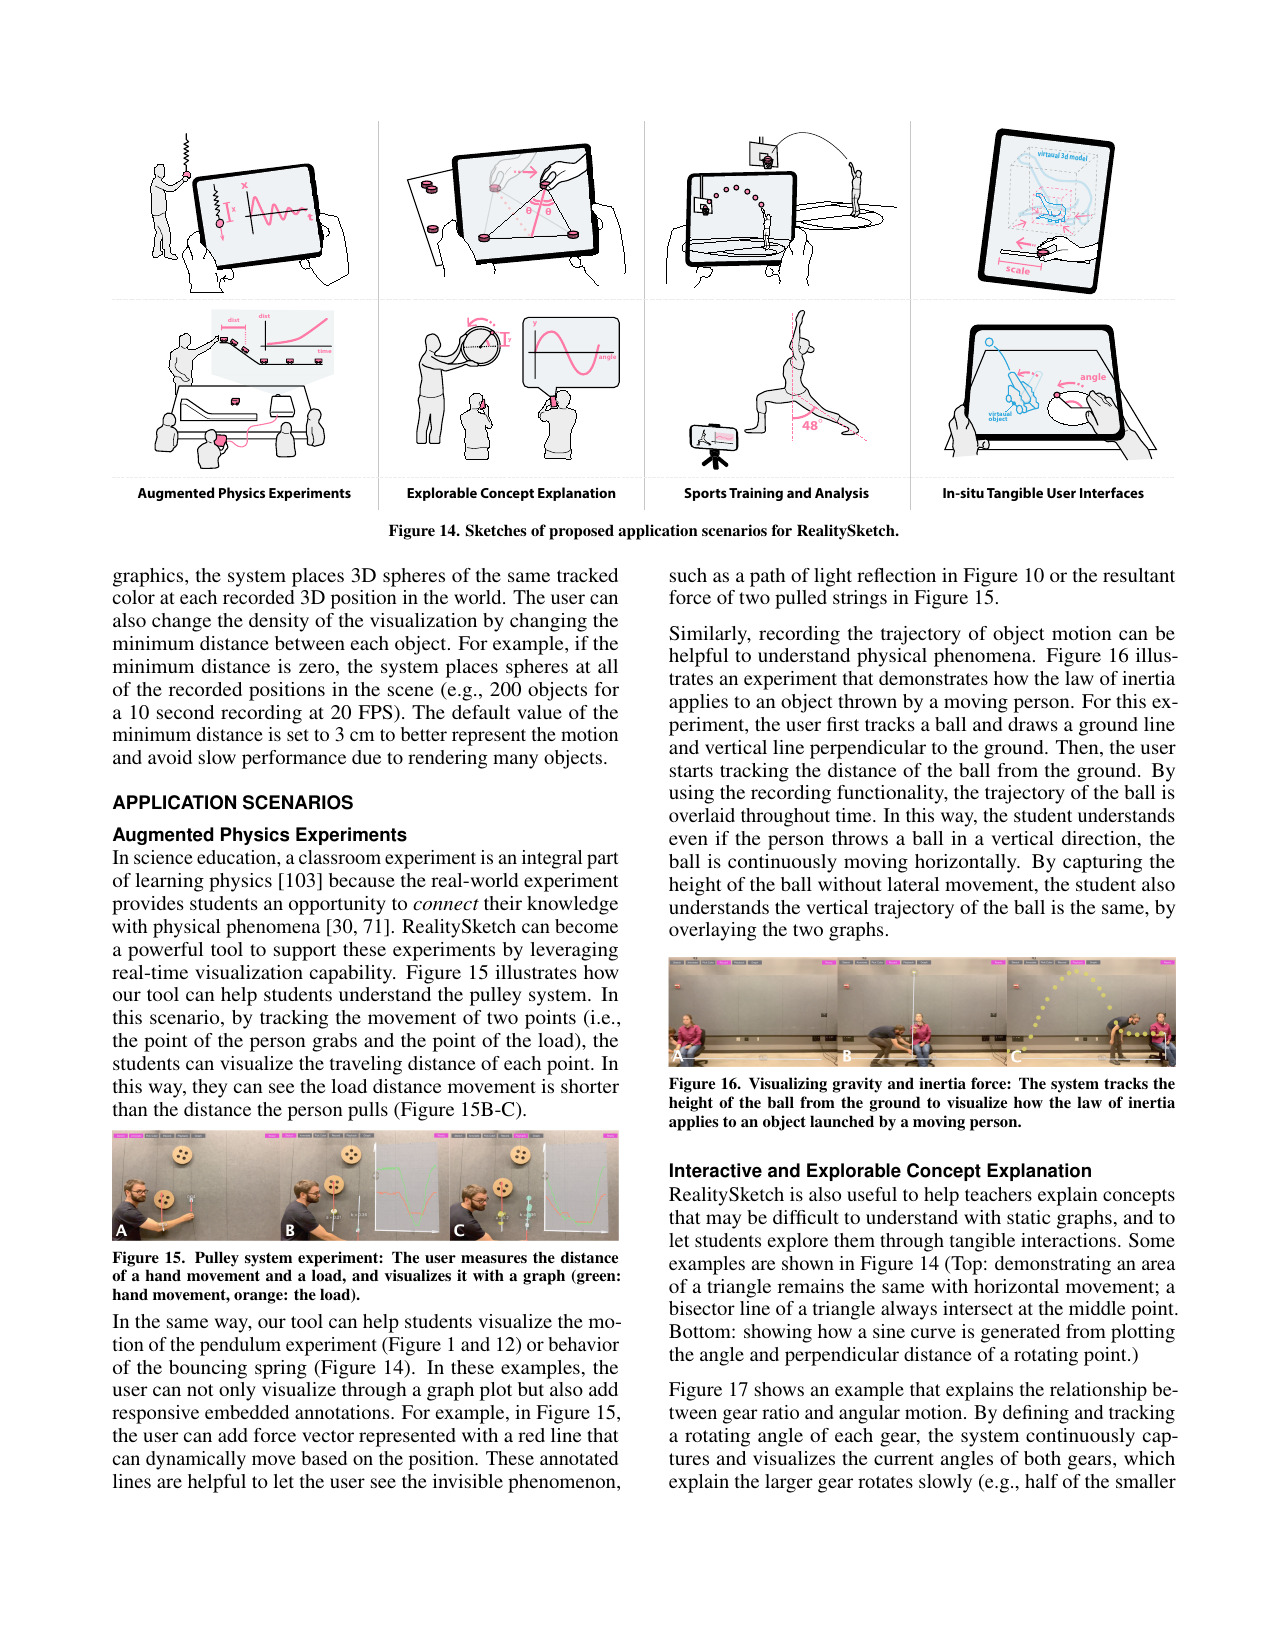 x
x
t
θ
θ
virtaual 3d model
scale
dist
dist
time
y
y
angle
48°
angle
virtaual
object
Augmented Physics Experiments
Explorable Concept Explanation
Sports Training and Analysis
In-situ Tangible User Interfaces
Figure 14. Sketches of proposed application scenarios for RealitySketch.
graphics, the system places 3D spheres of the same tracked
color at each recorded 3D position in the world. The user can
also change the density of the visualization by changing the
minimum distance between each object. For example, if the
minimum distance is zero, the system places spheres at all
of the recorded positions in the scene (e.g., 200 objects for
a 10 second recording at 20 FPS). The default value of the
minimum distance is set to 3 cm to better represent the motion
and avoid slow performance due to rendering many objects.
APPLICATION SCENARIOS
Augmented Physics Experiments
In science education, a classroom experiment is an integral part
of learning physics [103] because the real-world experiment
provides students an opportunity to connect their knowledge
with physical phenomena [30, 71]. RealitySketch can become
a powerful tool to support these experiments by leveraging
real-time visualization capability. Figure 15 illustrates how
our tool can help students understand the pulley system. In
this scenario, by tracking the movement of two points (i.e.,
the point of the person grabs and the point of the load), the
students can visualize the traveling distance of each point. In
this way, they can see the load distance movement is shorter
than the distance the person pulls (Figure 15B-C).
A
B
C
Figure 15. Pulley system experiment: The user measures the distance
of a hand movement and a load, and visualizes it with a graph (green:
hand movement, orange: the load).
In the same way, our tool can help students visualize the mo-
tion of the pendulum experiment (Figure 1 and 12) or behavior
of the bouncing spring (Figure 14). In these examples, the
user can not only visualize through a graph plot but also add
responsive embedded annotations. For example, in Figure 15,
the user can add force vector represented with a red line that
can dynamically move based on the position. These annotated
lines are helpful to let the user see the invisible phenomenon,
such as a path of light reflection in Figure 10 or the resultant
force of two pulled strings in Figure 15.
Similarly, recording the trajectory of object motion can be
helpful to understand physical phenomena. Figure 16 illus-
trates an experiment that demonstrates how the law of inertia
applies to an object thrown by a moving person. For this ex-
periment, the user first tracks a ball and draws a ground line
and vertical line perpendicular to the ground. Then, the user
starts tracking the distance of the ball from the ground. By
using the recording functionality, the trajectory of the ball is
overlaid throughout time. In this way, the student understands
even if the person throws a ball in a vertical direction, the
ball is continuously moving horizontally. By capturing the
height of the ball without lateral movement, the student also
understands the vertical trajectory of the ball is the same, by
overlaying the two graphs.
A
B
C
Figure 16. Visualizing gravity and inertia force: The system tracks the
height of the ball from the ground to visualize how the law of inertia
applies to an object launched by a moving person.
Interactive and Explorable Concept Explanation
RealitySketch is also useful to help teachers explain concepts
that may be difficult to understand with static graphs, and to
let students explore them through tangible interactions. Some
examples are shown in Figure 14 (Top: demonstrating an area
of a triangle remains the same with horizontal movement; a
bisector line of a triangle always intersect at the middle point.
Bottom: showing how a sine curve is generated from plotting
the angle and perpendicular distance of a rotating point.)
Figure 17 shows an example that explains the relationship be-
tween gear ratio and angular motion. By defining and tracking
a rotating angle of each gear, the system continuously cap-
tures and visualizes the current angles of both gears, which
explain the larger gear rotates slowly (e.g., half of the smaller